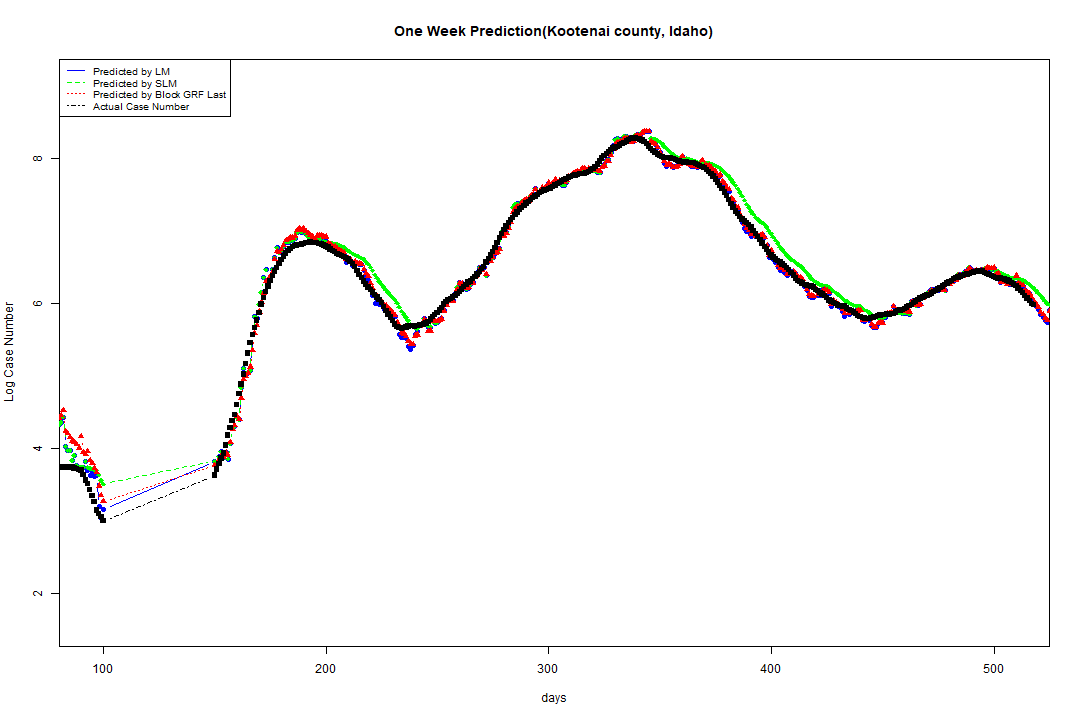 One Week Prediction(Kootenai county, Idaho)
Predicted by LM
Predicted by SLM
Predicted by Block GRF Last
Actual Case Number
8
6
4
2
Log Case Number
100 200 300 400 500
days